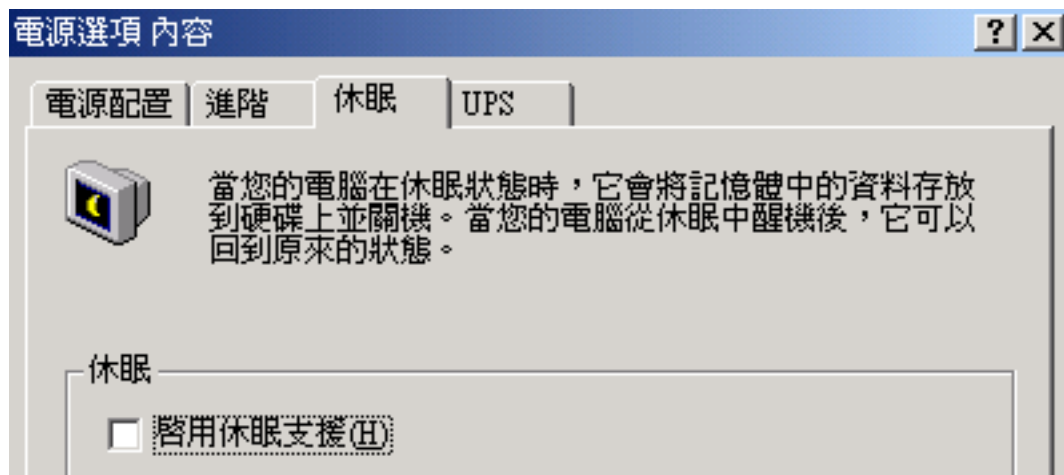 電源選項 內容
電源配置 進階 休眠 UPS
當您的電腦在休眠狀態時，它會將記憶體中的資料存放
到硬碟上並關機。當您的電腦從休眠中醒機後，它可以
回到原來的狀態。
休眠
啓用休眠支援(H)